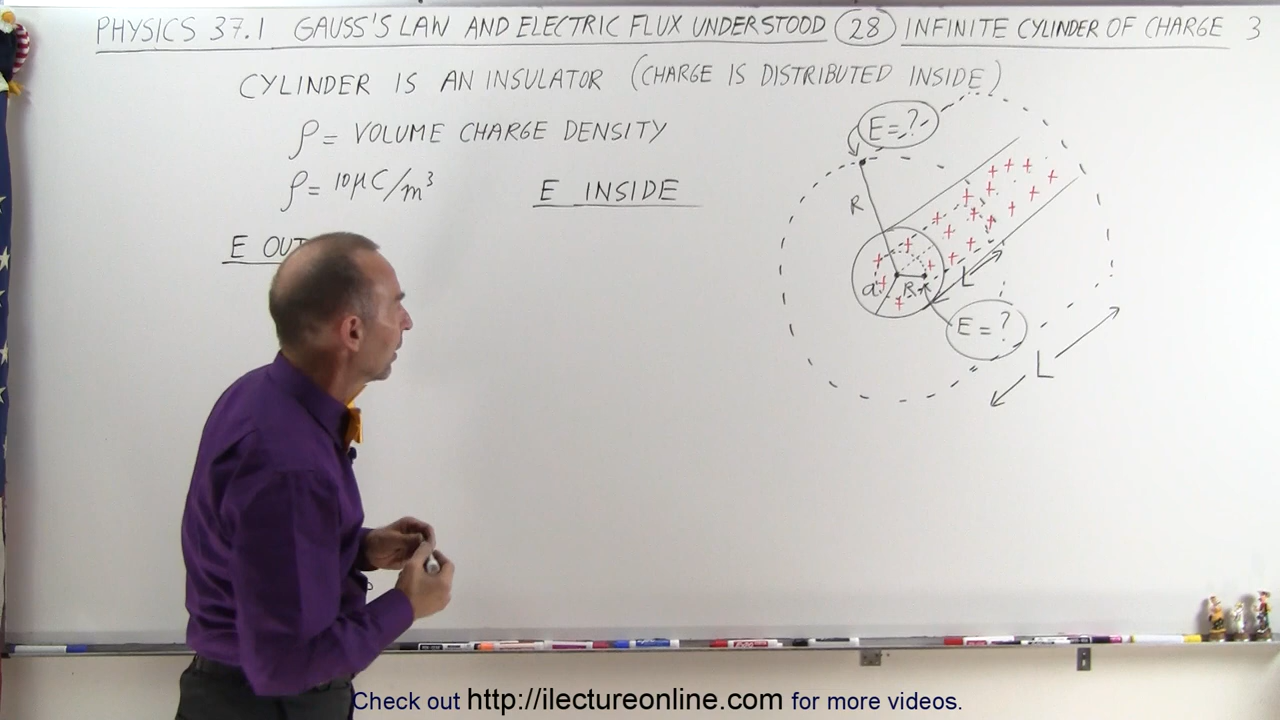 PHYSICS 37.1 GAUSS'S LAW AND ELECTRIC FLUX UNDERSTOOD 28 INFINITE CYLINDER OF CHARGE 3
CYLINDER IS AN INSULATOR (CHARGE IS DISTRIBUTED INSIDE)
ρ = VOLUME CHARGE DENSITY
ρ = 10μC/m³
E INSIDE
E OUT
E = ?
R
a
R
L
E = ?
L
Check out http://ilectureonline.com for more videos.